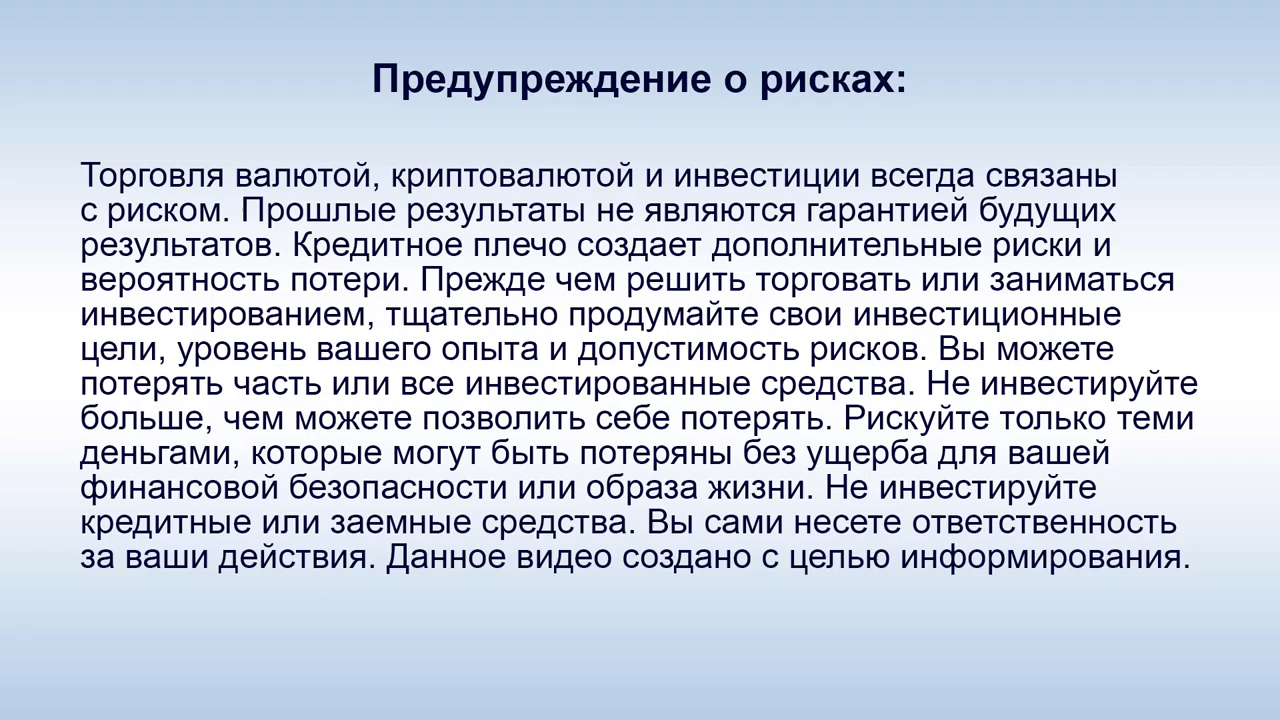 Предупреждение о рисках:
Торговля валютой, криптовалютой и инвестиции всегда связаны
с риском. Прошлые результаты не являются гарантией будущих
результатов. Кредитное плечо создает дополнительные риски и
вероятность потери. Прежде чем решить торговать или заниматься
инвестированием, тщательно продумайте свои инвестиционные
цели, уровень вашего опыта и допустимость рисков. Вы можете
потерять часть или все инвестированные средства. Не инвестируйте
больше, чем можете позволить себе потерять. Рискуйте только теми
деньгами, которые могут быть потеряны без ущерба для вашей
финансовой безопасности или образа жизни. Не инвестируйте
кредитные или заемные средства. Вы сами несете ответственность
за ваши действия. Данное видео создано с целью информирования.